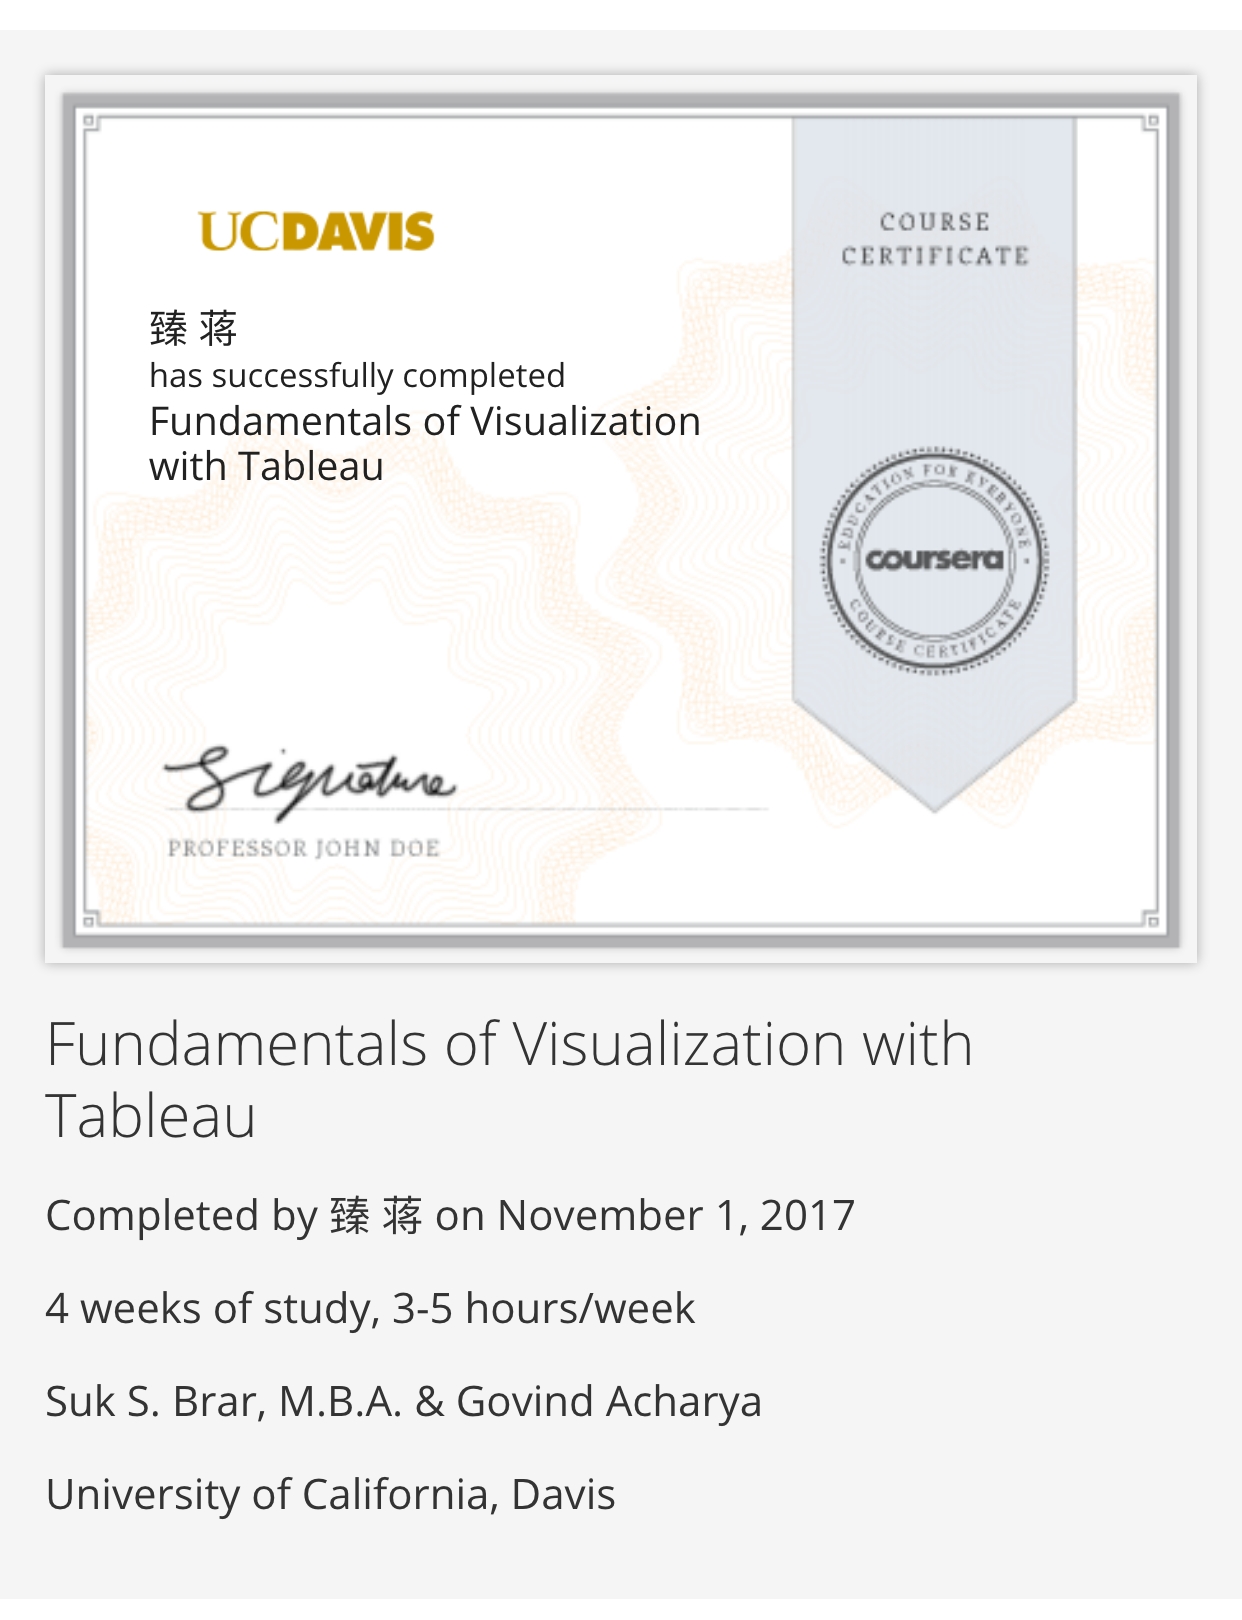 UCDAVIS
COURSE
CERTIFICATE
臻 蒋
has successfully completed
Fundamentals of Visualization
with Tableau
EDUCATION FOR EVERYONE
coursera
COURSE CERTIFICATE
Signature
PROFESSOR JOHN DOE
Fundamentals of Visualization with
Tableau
Completed by 臻 蒋 on November 1, 2017
4 weeks of study, 3-5 hours/week
Suk S. Brar, M.B.A. & Govind Acharya
University of California, Davis